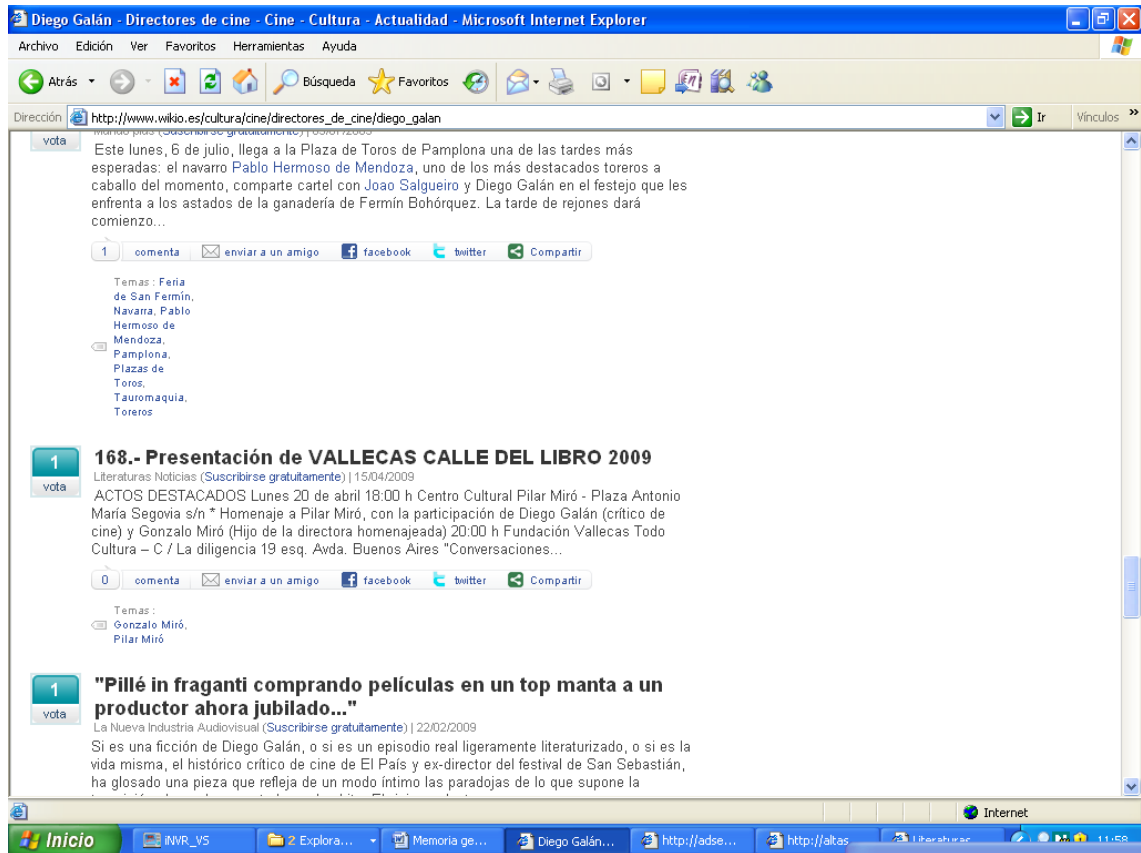 Diego Galán - Directores de cine - Cine - Cultura - Actualidad - Microsoft Internet Explorer
Archivo Edición Ver Favoritos Herramientas Ayuda
Atrás Búsqueda Favoritos
Dirección http://www.wikio.es/cultura/cine/directores_de_cine/diego_galan Ir Vínculos »
vota
Este lunes, 6 de julio, llega a la Plaza de Toros de Pamplona una de las tardes más
esperadas: el navarro Pablo Hermoso de Mendoza, uno de los más destacados toreros a
caballo del momento, comparte cartel con Joao Salgueiro y Diego Galán en el festejo que les
enfrenta a los astados de la ganadería de Fermín Bohórquez. La tarde de rejones dará
comienzo...
1 comenta enviar a un amigo facebook twitter Compartir
Temas : Feria
de San Fermín,
Navarra, Pablo
Hermoso de
Mendoza,
Pamplona,
Plazas de
Toros,
Tauromaquia,
Toreros
1
vota
168.- Presentación de VALLECAS CALLE DEL LIBRO 2009
Literaturas Noticias (Suscribirse gratuitamente) | 15/04/2009
ACTOS DESTACADOS Lunes 20 de abril 18:00 h Centro Cultural Pilar Miró - Plaza Antonio
María Segovia s/n * Homenaje a Pilar Miró, con la participación de Diego Galán (crítico de
cine) y Gonzalo Miró (Hijo de la directora homenajeada) 20:00 h Fundación Vallecas Todo
Cultura – C / La diligencia 19 esq. Avda. Buenos Aires "Conversaciones...
0 comenta enviar a un amigo facebook twitter Compartir
Temas :
Gonzalo Miró,
Pilar Miró
1
vota
"Pillé in fraganti comprando películas en un top manta a un
productor ahora jubilado..."
La Nueva Industria Audiovisual (Suscribirse gratuitamente) | 22/02/2009
Si es una ficción de Diego Galán, o si es un episodio real ligeramente literaturizado, o si es la
vida misma, el histórico crítico de cine de El País y ex-director del festival de San Sebastián,
ha glosado una pieza que refleja de un modo íntimo las paradojas de lo que supone la
Internet
Inicio iNVR_VS 2 Explora... Memoria ge... Diego Galán... http://adse... http://altas 11:58